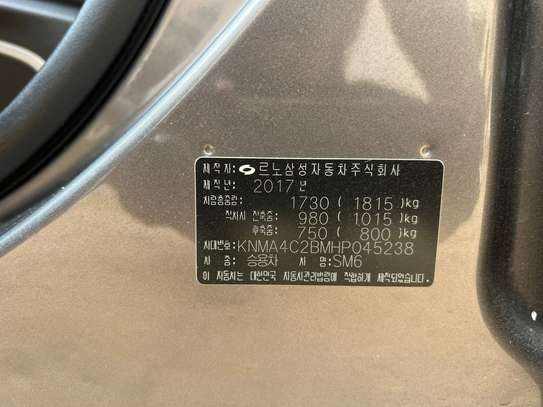 제 작 자: 르노삼성자동차주식회사
제작년: 2017년
차량총중량: 1730 ( 1815)kg
적차시 전축중: 980 ( 1015)kg
후축중: 750 ( 800)kg
차대번호: KNMA4C2BMHP045238
차 종: 승용차 차 명: SM6
이 자동차는 대한민국 자동차관리법령에 적합하게 제작되었습니다.